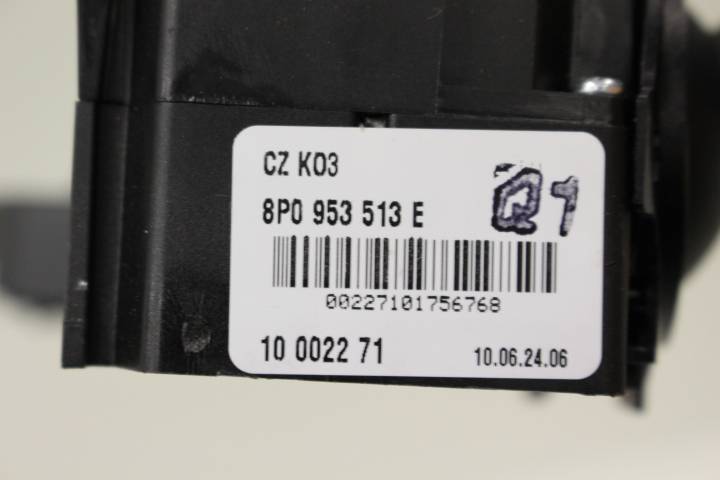 CZ K03
Q1
8P0 953 513 E
00227101756768
10 0022 71
10.06.24.06